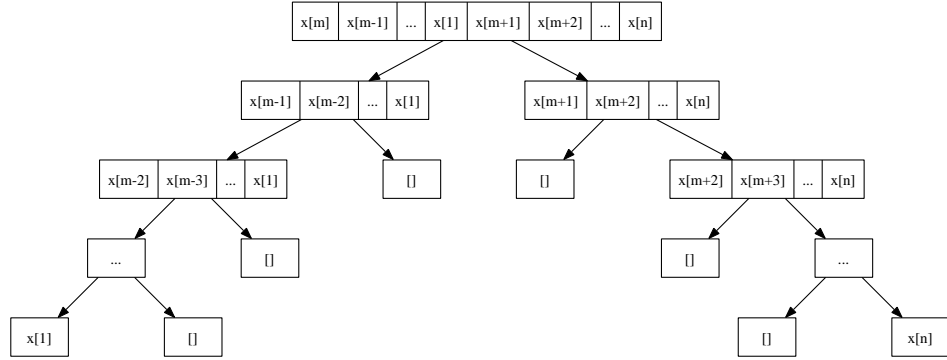 x[m] x[m-1] ... x[1] x[m+1] x[m+2] ... x[n]
x[m-1] x[m-2] ... x[1] x[m+1] x[m+2] ... x[n]
x[m-2] x[m-3] ... x[1] [] [] x[m+2] x[m+3] ... x[n]
... [] [] ...
x[1] [] [] x[n]